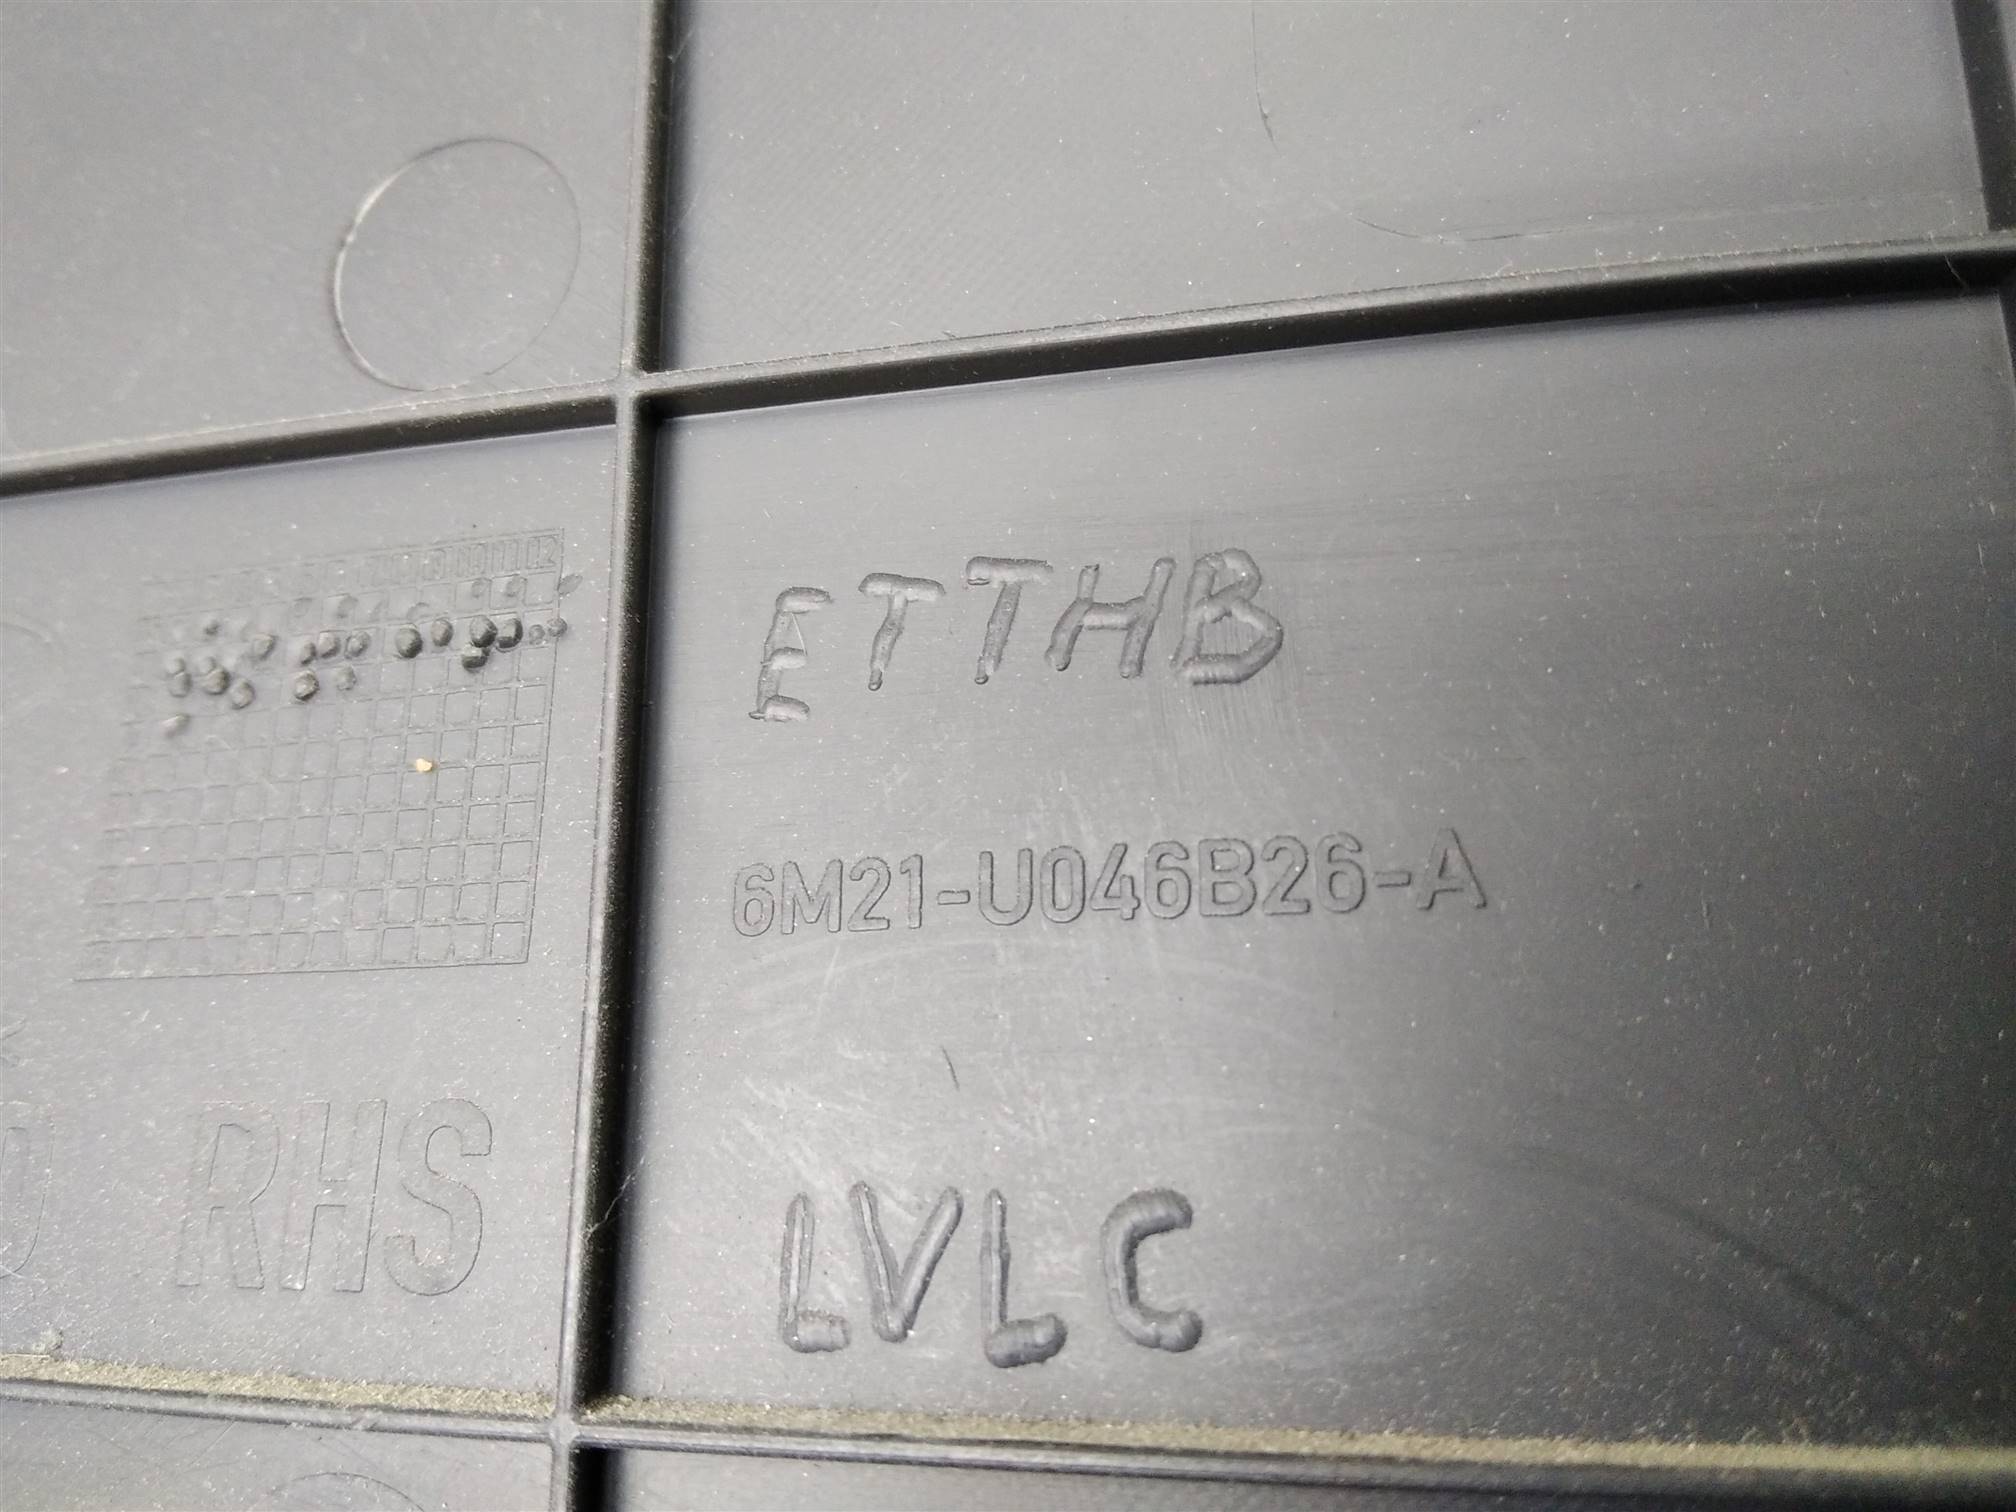 ETTHB
6M21-U046B26-A
RHS
LVLC